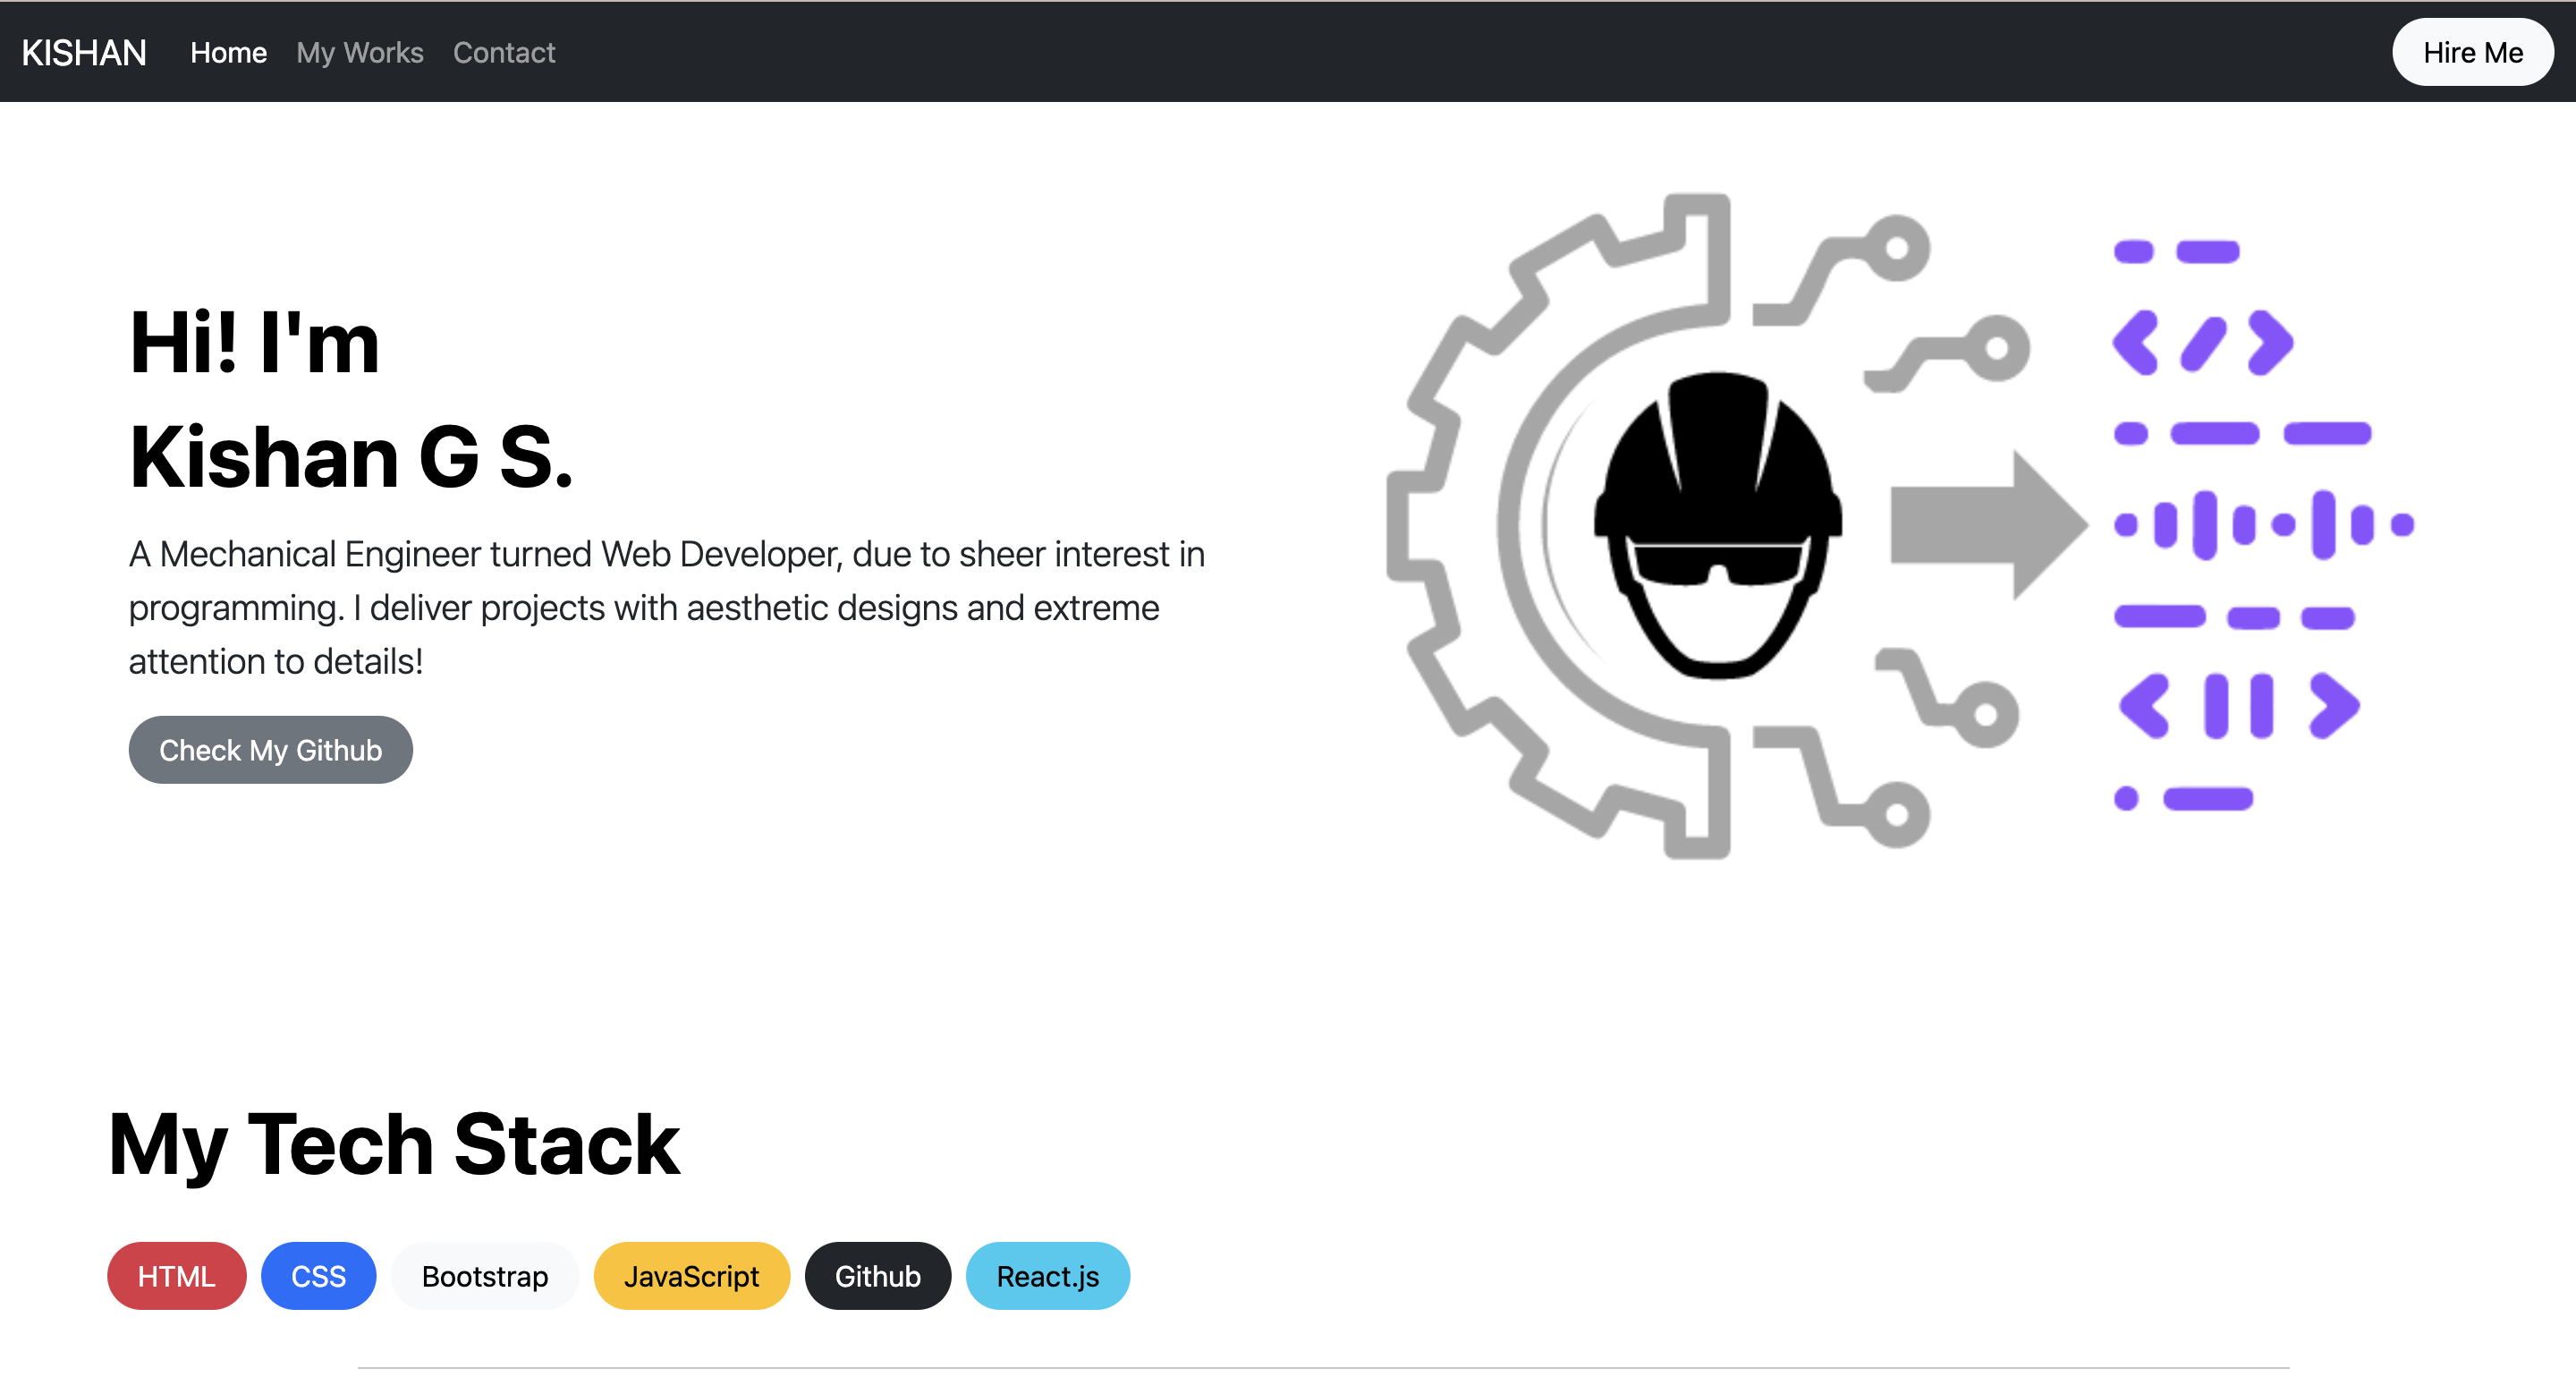 KISHAN Home My Works Contact Hire Me
Hi! I'm
Kishan G S.
A Mechanical Engineer turned Web Developer, due to sheer interest in
programming. I deliver projects with aesthetic designs and extreme
attention to details!
Check My Github
My Tech Stack
HTML CSS Bootstrap JavaScript Github React.js